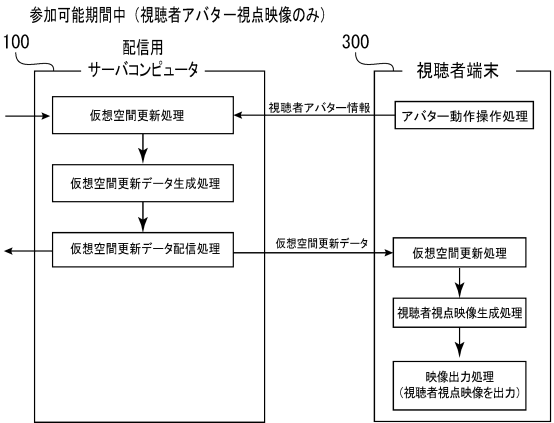 参加可能期間中（視聴者アバター視点映像のみ）
100
配信用
サーバコンピュータ
300
視聴者端末
仮想空間更新処理
視聴者アバター情報
アバター動作操作処理
仮想空間更新データ生成処理
仮想空間更新データ配信処理
仮想空間更新データ
仮想空間更新処理
視聴者視点映像生成処理
映像出力処理
（視聴者視点映像を出力）